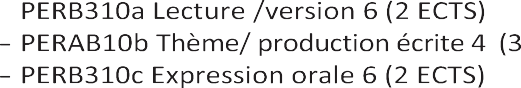 PERB310a Lecture /version 6 (2 ECTS)
– PERAB10b Thème/ production écrite 4 (3
– PERB310c Expression orale 6 (2 ECTS)